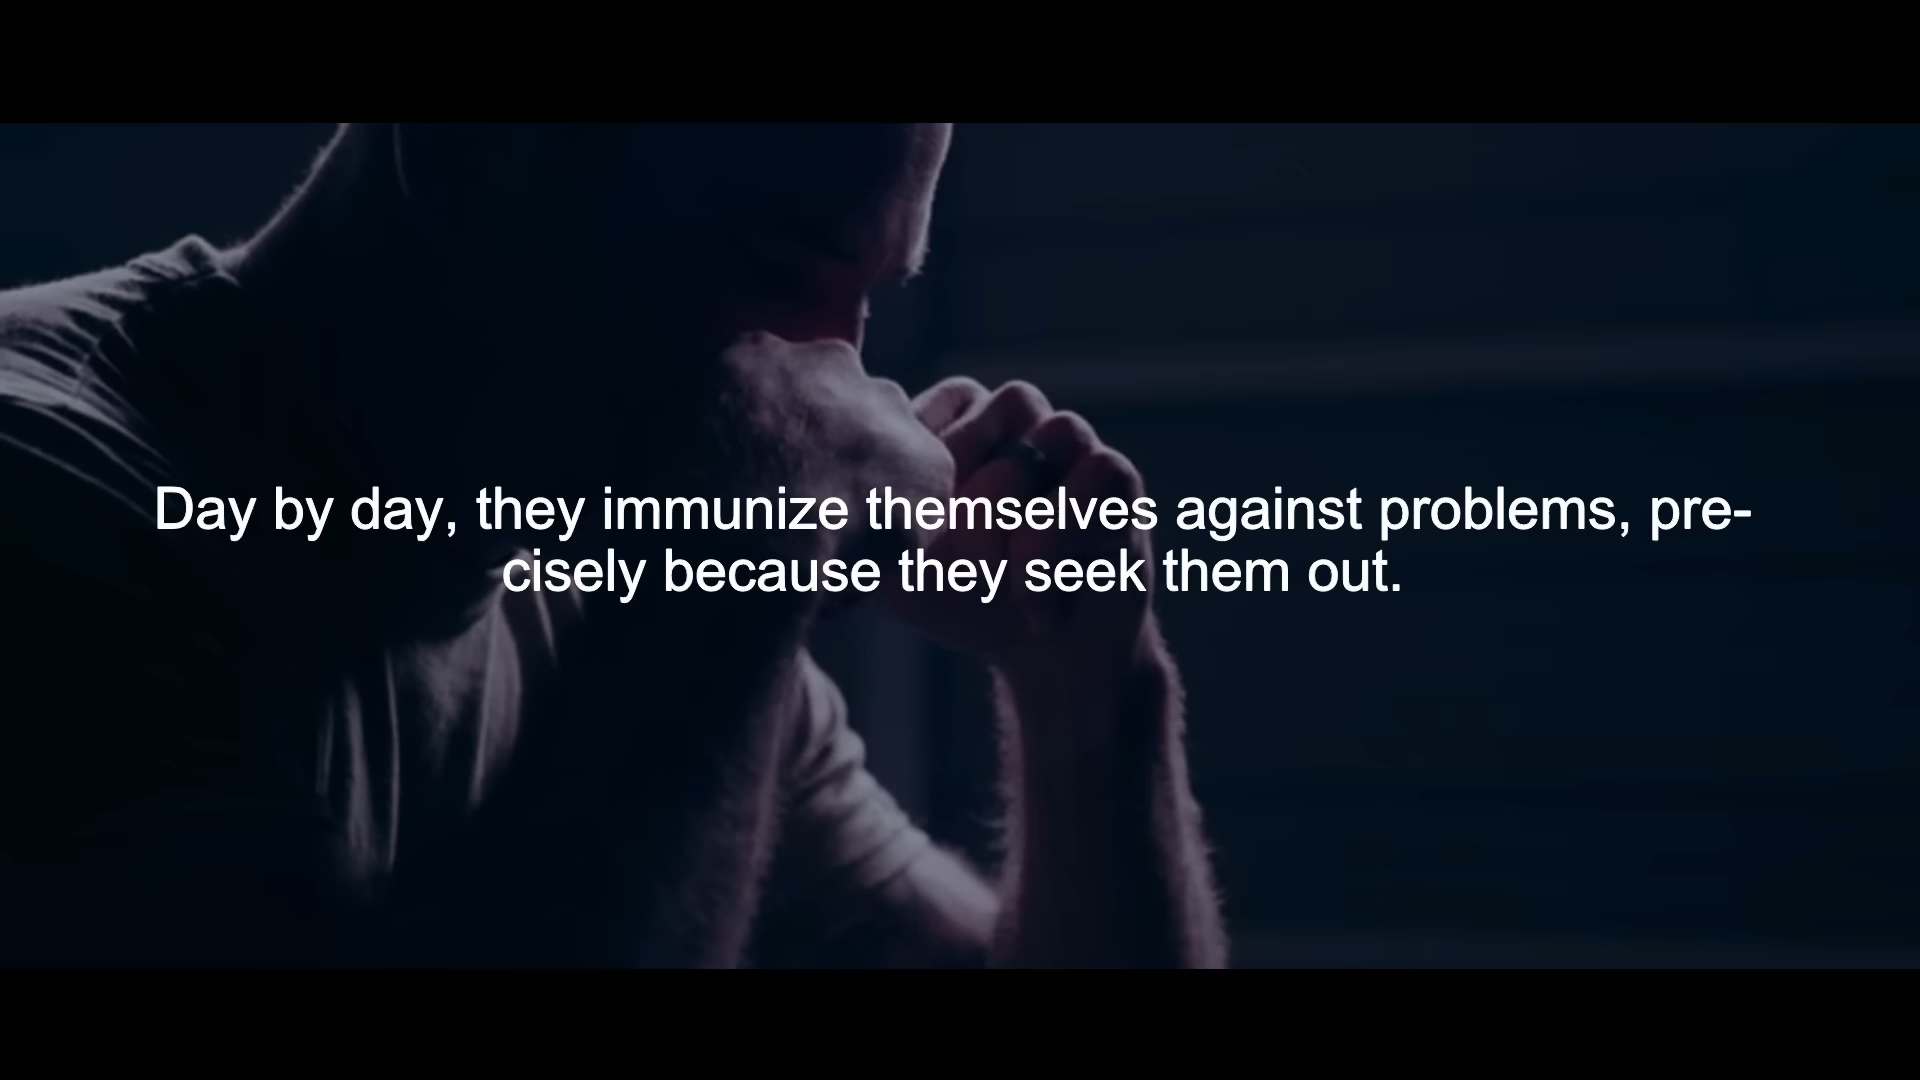 Day by day, they immunize themselves against problems, pre-
cisely because they seek them out.